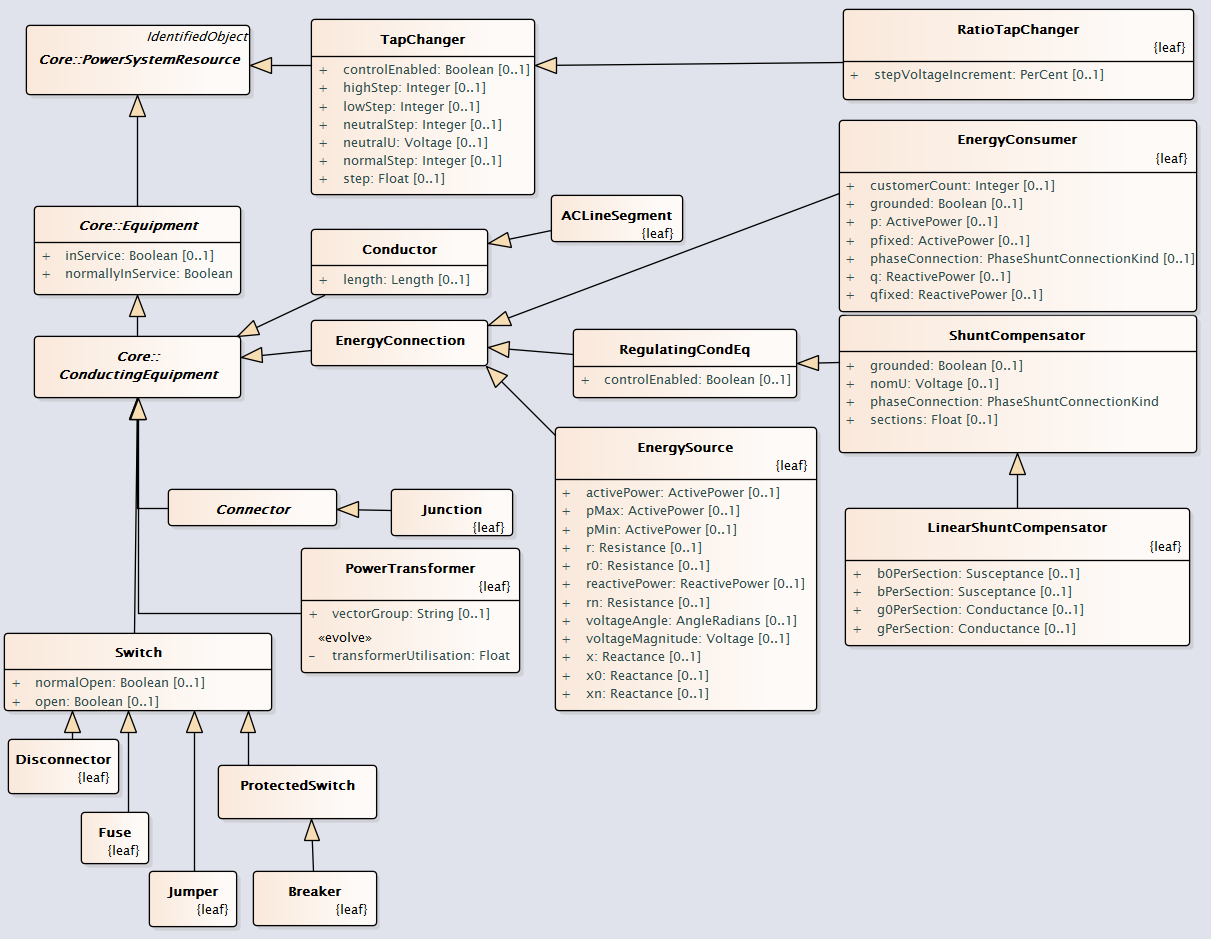 IdentifiedObject
Core::PowerSystemResource
TapChanger
+ controlEnabled: Boolean [0..1]
+ highStep: Integer [0..1]
+ lowStep: Integer [0..1]
+ neutralStep: Integer [0..1]
+ neutralU: Voltage [0..1]
+ normalStep: Integer [0..1]
+ step: Float [0..1]
RatioTapChanger
{leaf}
+ stepVoltageIncrement: PerCent [0..1]
EnergyConsumer
{leaf}
+ customerCount: Integer [0..1]
+ grounded: Boolean [0..1]
+ p: ActivePower [0..1]
+ pfixed: ActivePower [0..1]
+ phaseConnection: PhaseShuntConnectionKind [0..1]
+ q: ReactivePower [0..1]
+ qfixed: ReactivePower [0..1]
Core::Equipment
+ inService: Boolean [0..1]
+ normallyInService: Boolean
Conductor
+ length: Length [0..1]
ACLineSegment
{leaf}
Core::
ConductingEquipment
EnergyConnection
RegulatingCondEq
+ controlEnabled: Boolean [0..1]
ShuntCompensator
+ grounded: Boolean [0..1]
+ nomU: Voltage [0..1]
+ phaseConnection: PhaseShuntConnectionKind
+ sections: Float [0..1]
EnergySource
{leaf}
+ activePower: ActivePower [0..1]
+ pMax: ActivePower [0..1]
+ pMin: ActivePower [0..1]
+ r: Resistance [0..1]
+ r0: Resistance [0..1]
+ reactivePower: ReactivePower [0..1]
+ rn: Resistance [0..1]
+ voltageAngle: AngleRadians [0..1]
+ voltageMagnitude: Voltage [0..1]
+ x: Reactance [0..1]
+ x0: Reactance [0..1]
+ xn: Reactance [0..1]
Connector
Junction
{leaf}
LinearShuntCompensator
{leaf}
+ b0PerSection: Susceptance [0..1]
+ bPerSection: Susceptance [0..1]
+ g0PerSection: Conductance [0..1]
+ gPerSection: Conductance [0..1]
PowerTransformer
{leaf}
+ vectorGroup: String [0..1]
«evolve»
- transformerUtilisation: Float
Switch
+ normalOpen: Boolean [0..1]
+ open: Boolean [0..1]
Disconnector
{leaf}
ProtectedSwitch
Fuse
{leaf}
Jumper
{leaf}
Breaker
{leaf}